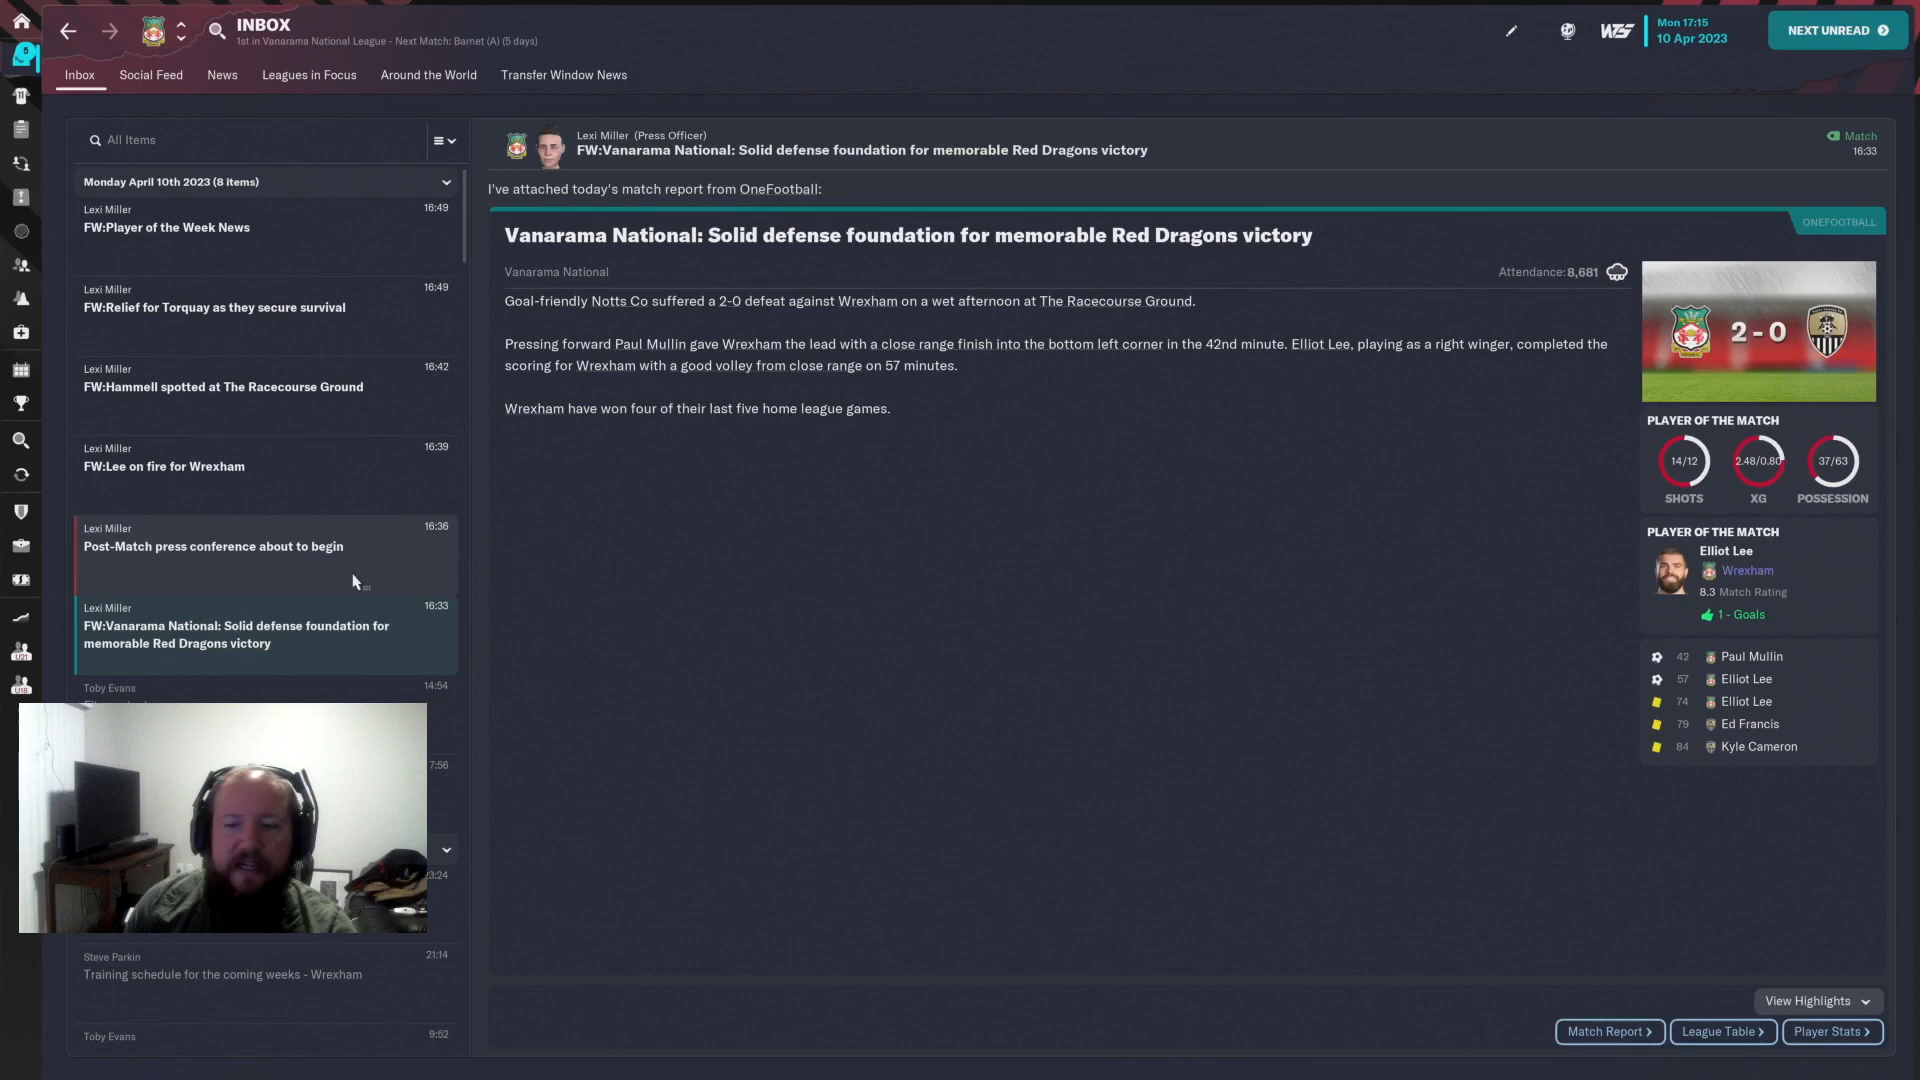 INBOX
1st in Vanarama National League - Next Match: Barnet (A) (5 days)
Mon 17:15
10 Apr 2023
NEXT UNREAD
5
Inbox
Social Feed
News
Leagues in Focus
Around the World
Transfer Window News
All Items
Monday April 10th 2023 (8 items)
Lexi Miller
16:49
FW:Player of the Week News
Lexi Miller
16:49
FW:Relief for Torquay as they secure survival
Lexi Miller
16:42
FW:Hammell spotted at The Racecourse Ground
Lexi Miller
16:39
FW:Lee on fire for Wrexham
Lexi Miller
16:36
Post-Match press conference about to begin
Lexi Miller
16:33
FW:Vanarama National: Solid defense foundation for
memorable Red Dragons victory
Toby Evans
14:54
7:56
3:24
Steve Parkin
21:14
Training schedule for the coming weeks - Wrexham
Toby Evans
9:52
U21
U18
Lexi Miller (Press Officer)
FW:Vanarama National: Solid defense foundation for memorable Red Dragons victory
Match
16:33
I've attached today's match report from OneFootball:
ONEFOOTBALL
Vanarama National: Solid defense foundation for memorable Red Dragons victory
Vanarama National
Attendance:8,681
Goal-friendly Notts Co suffered a 2-0 defeat against Wrexham on a wet afternoon at The Racecourse Ground.
Pressing forward Paul Mullin gave Wrexham the lead with a close range finish into the bottom left corner in the 42nd minute. Elliot Lee, playing as a right winger, completed the
scoring for Wrexham with a good volley from close range on 57 minutes.
Wrexham have won four of their last five home league games.
2-0
PLAYER OF THE MATCH
14/12
2.48/0.80
37/63
SHOTS
XG
POSSESSION
PLAYER OF THE MATCH
Elliot Lee
Wrexham
8.3 Match Rating
1 - Goals
42 Paul Mullin
57 Elliot Lee
74 Elliot Lee
79 Ed Francis
84 Kyle Cameron
View Highlights
Match Report
League Table
Player Stats